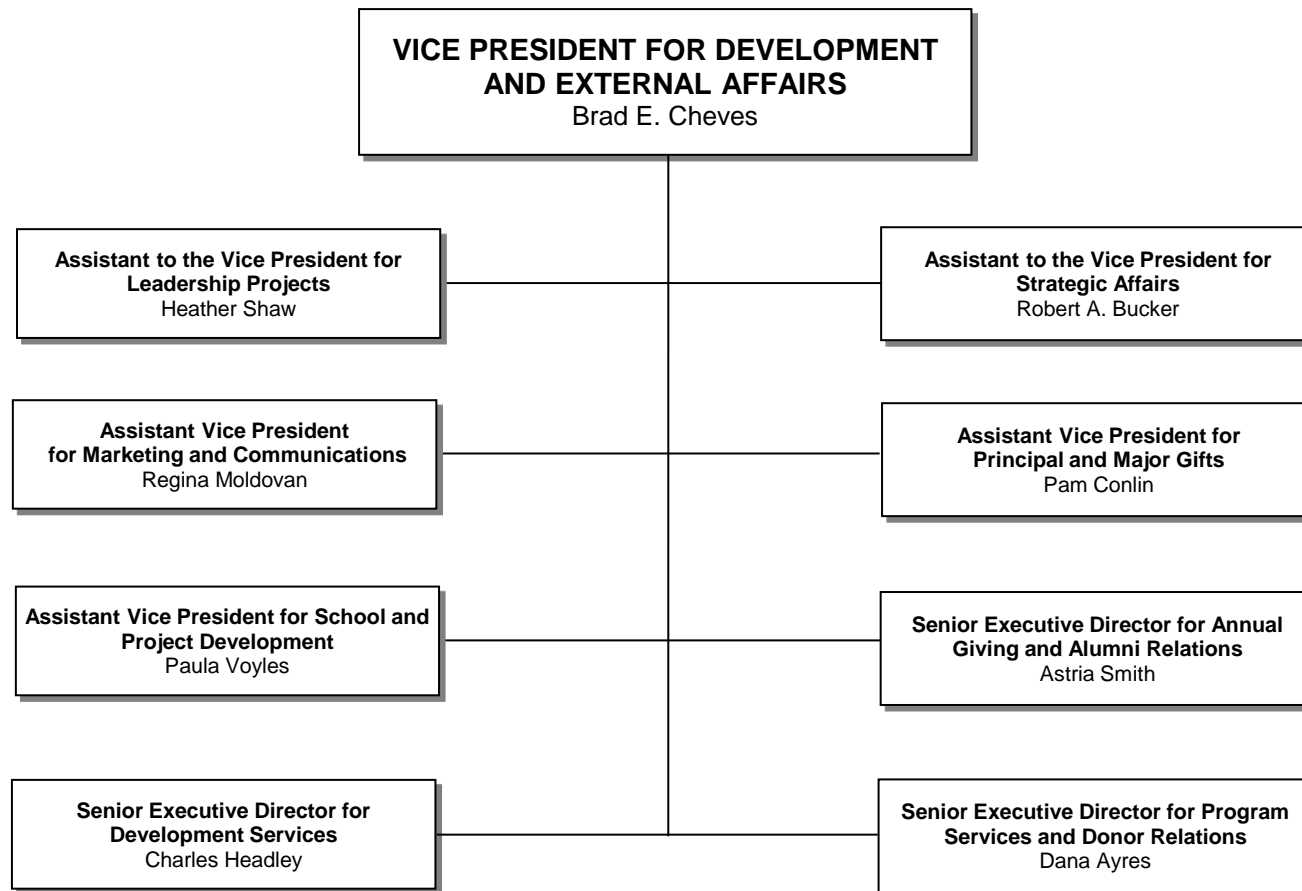 VICE PRESIDENT FOR DEVELOPMENT
AND EXTERNAL AFFAIRS
Brad E. Cheves
Assistant to the Vice President for
Leadership Projects
Heather Shaw
Assistant to the Vice President for
Strategic Affairs
Robert A. Bucker
Assistant Vice President
for Marketing and Communications
Regina Moldovan
Assistant Vice President for
Principal and Major Gifts
Pam Conlin
Assistant Vice President for School and
Project Development
Paula Voyles
Senior Executive Director for Annual
Giving and Alumni Relations
Astria Smith
Senior Executive Director for
Development Services
Charles Headley
Senior Executive Director for Program
Services and Donor Relations
Dana Ayres